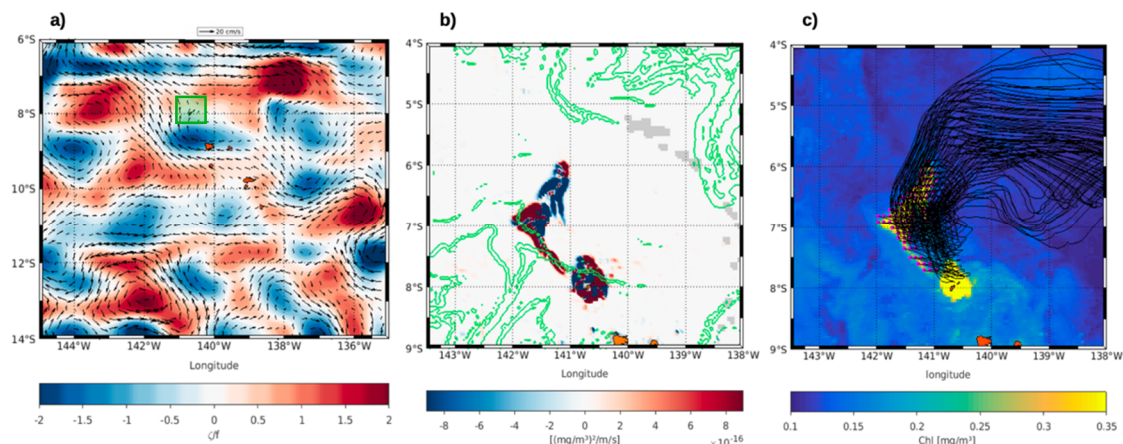 a)
b)
c)
20 cm/s
6°S
8°S
10°S
12°S
14°S
144°W 142°W 140°W 138°W 136°W
Longitude
-2 -1.5 -1 -0.5 0 0.5 1 1.5 2
ζ/f
4°S
5°S
6°S
7°S
8°S
9°S
143°W 142°W 141°W 140°W 139°W 138°W
Longitude
-8 -6 -4 -2 0 2 4 6 8
[(mg/m³)²/m/s]
×10⁻¹⁶
4°S
5°S
6°S
7°S
8°S
9°S
143°W 142°W 141°W 140°W 139°W 138°W
longitude
0.1 0.15 0.2 0.25 0.3 0.35
Chl [mg/m³]